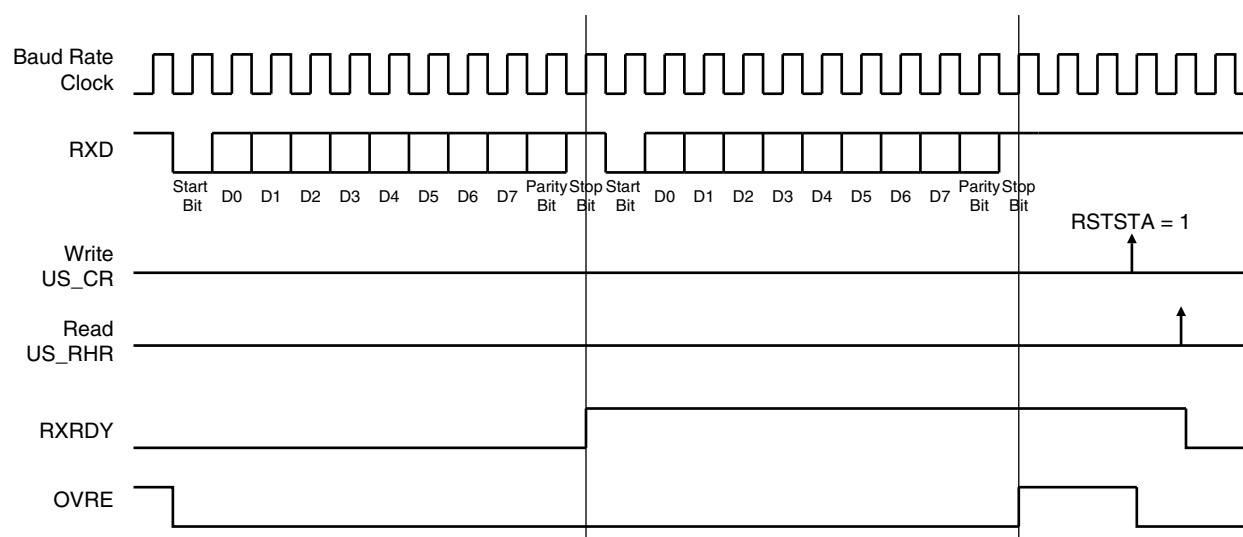 Baud Rate
Clock
RXD
Start
Bit
D0
D1
D2
D3
D4
D5
D6
D7
Parity
Bit
Stop
Bit
Start
Bit
D0
D1
D2
D3
D4
D5
D6
D7
Parity
Bit
Stop
Bit
RSTSTA = 1
Write
US_CR
Read
US_RHR
RXRDY
OVRE